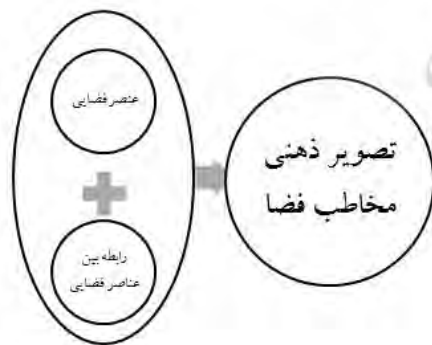 عنصر فضایی
رابطه بین
عناصر فضایی
تصویر ذهنی
مخاطب فضا